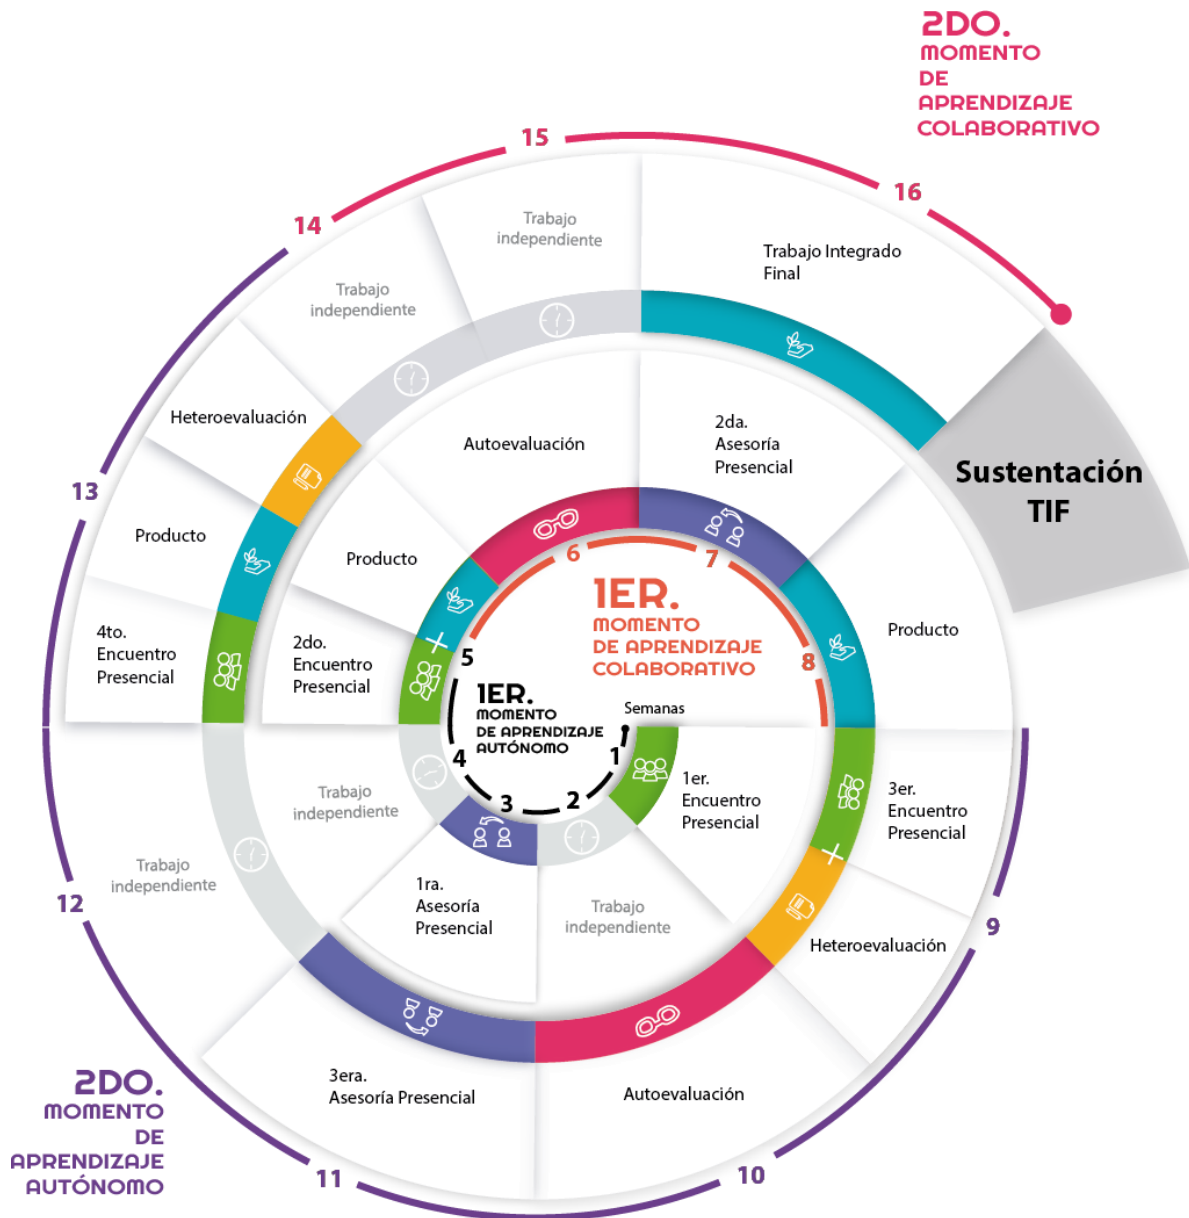 2DO.
MOMENTO
DE
APRENDIZAJE
COLABORATIVO
15
16
14
Trabajo
independiente
Trabajo Integrado
Final
Trabajo
independiente
Heteroevaluación
Autoevaluación
2da.
Asesoría
Presencial
Sustentación
TIF
13
Producto
Producto
6
7
1ER.
MOMENTO
DE APRENDIZAJE
COLABORATIVO
Producto
4to.
Encuentro
Presencial
2do.
Encuentro
Presencial
5
8
1ER.
MOMENTO
DE APRENDIZAJE
AUTÓNOMO
Semanas
4
3
2
1
1er.
Encuentro
Presencial
3er.
Encuentro
Presencial
Trabajo
independiente
Trabajo
independiente
12
1ra.
Asesoría
Presencial
Trabajo
independiente
9
Heteroevaluación
3era.
Asesoría Presencial
Autoevaluación
2DO.
MOMENTO
DE
APRENDIZAJE
AUTÓNOMO
11
10